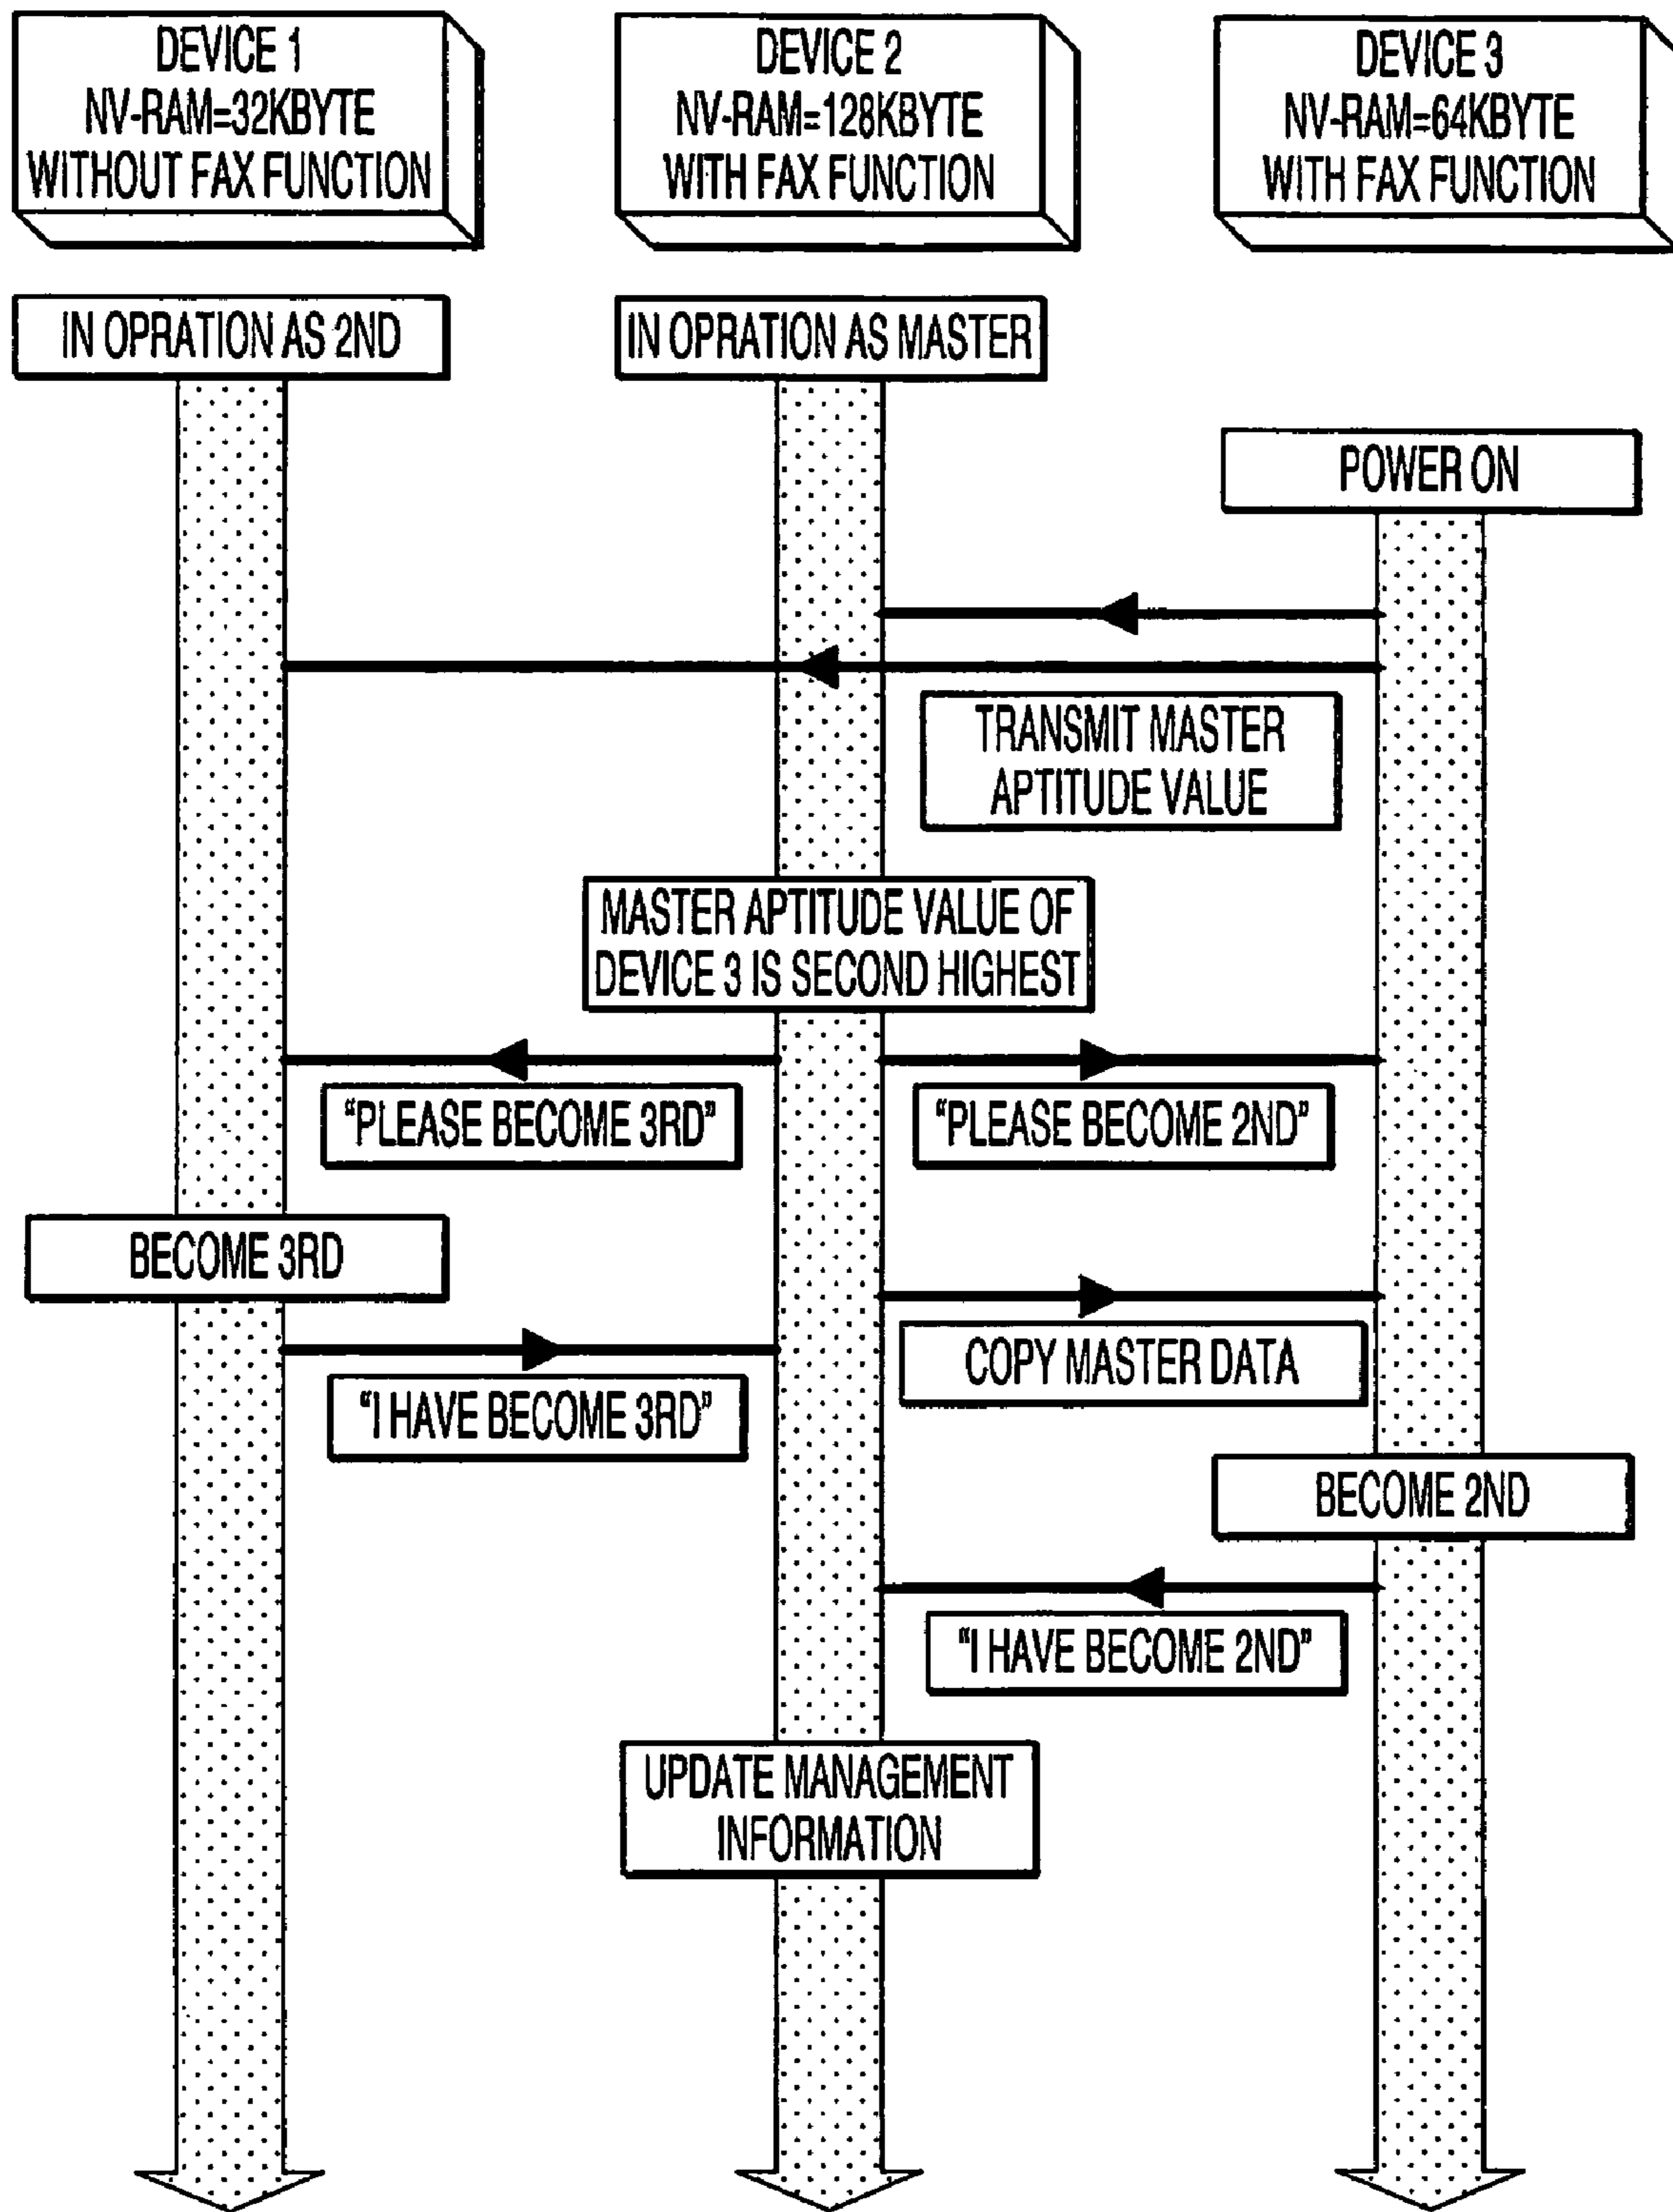 DEVICE 1
NV-RAM=32KBYTE
WITHOUT FAX FUNCTION
DEVICE 2
NV-RAM=128KBYTE
WITH FAX FUNCTION
DEVICE 3
NV-RAM=64KBYTE
WITH FAX FUNCTION
IN OPRATION AS 2ND
IN OPRATION AS MASTER
POWER ON
TRANSMIT MASTER
APTITUDE VALUE
MASTER APTITUDE VALUE OF
DEVICE 3 IS SECOND HIGHEST
“PLEASE BECOME 3RD”
“PLEASE BECOME 2ND”
BECOME 3RD
COPY MASTER DATA
“I HAVE BECOME 3RD”
BECOME 2ND
“I HAVE BECOME 2ND”
UPDATE MANAGEMENT
INFORMATION